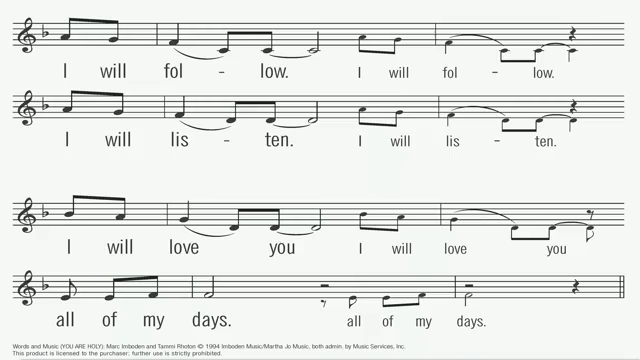 I will fol - low. I will fol - low.
I will lis - ten. I will lis - ten.
I will love you I will love you
all of my days. all of my days.
Words and Music (YOU ARE HOLY): Marc Imboden and Tammi Rhoton © 1994 Imboden Music/Martha Jo Music, both admin. by Music Services, Inc.
This product is licensed to the purchaser; further use is strictly prohibited.